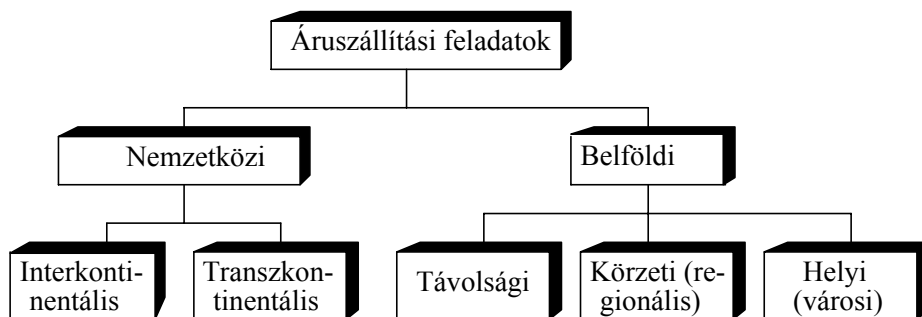 Áruszállítási feladatok
Nemzetközi
Belföldi
Interkonti-
nentális
Transzkon-
tinentális
Távolsági
Körzeti (re-
gionális)
Helyi
(városi)